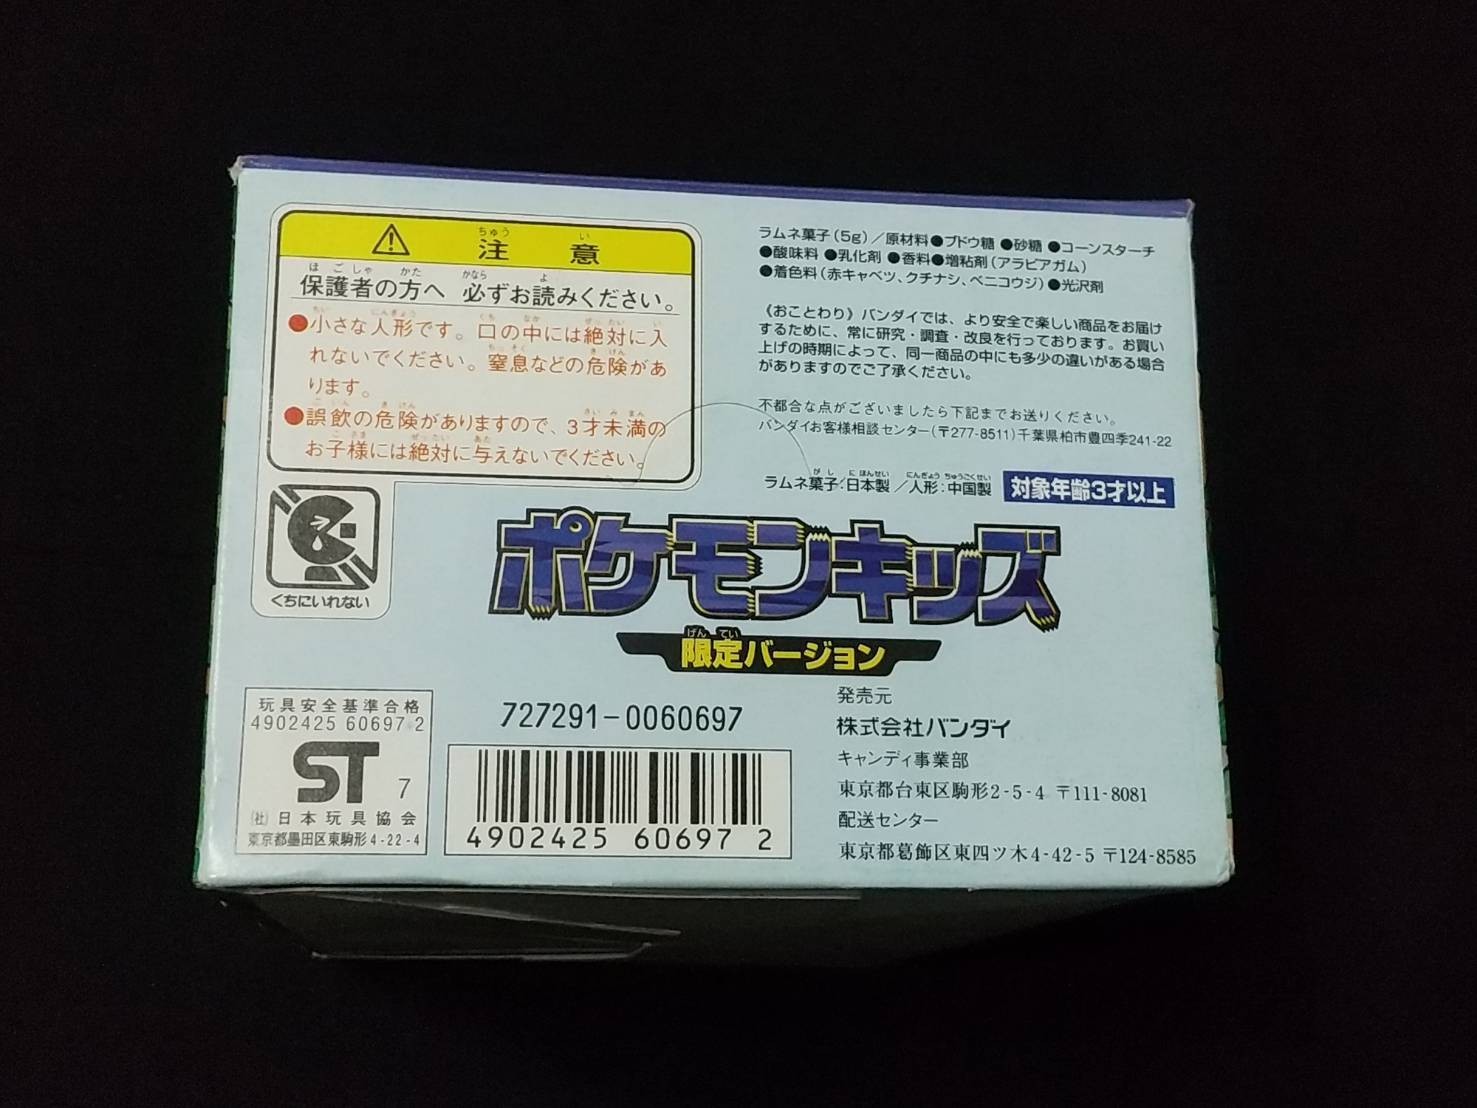 注意
保護者の方へ 必ずお読みください。
●小さな人形です。口の中には絶対に入
れないでください。窒息などの危険があ
ります。
●誤飲の危険がありますので、3才未満の
お子様には絶対に与えないでください。
くちにいれない
ラムネ菓子(5g)/原材料●ブドウ糖 ●砂糖 ●コーンスターチ
●酸味料 ●乳化剤 ●香料●増粘剤(アラビアガム)
●着色料(赤キャベツ、クチナシ、ベニコウジ)●光沢剤
《おことわり》バンダイでは、より安全で楽しい商品をお届け
するために、常に研究・調査・改良を行っております。お買い
上げの時期によって、同一商品の中にも多少の違いがある場合
がありますのでご了承ください。
不都合な点がございましたら下記までお送りください。
バンダイお客様相談センター(〒277-8511)千葉県柏市豊四季241-22
ラムネ菓子:日本製/人形:中国製 対象年齢3才以上
ポケモンキッズ
限定バージョン
玩具安全基準合格
4902425 60697 2
ST 7
(社)日本玩具協会
東京都墨田区東駒形4-22-4
727291-0060697
4902425 606972
発売元
株式会社バンダイ
キャンディ事業部
東京都台東区駒形2-5-4 〒111-8081
配送センター
東京都葛飾区東四ツ木4-42-5 〒124-8585